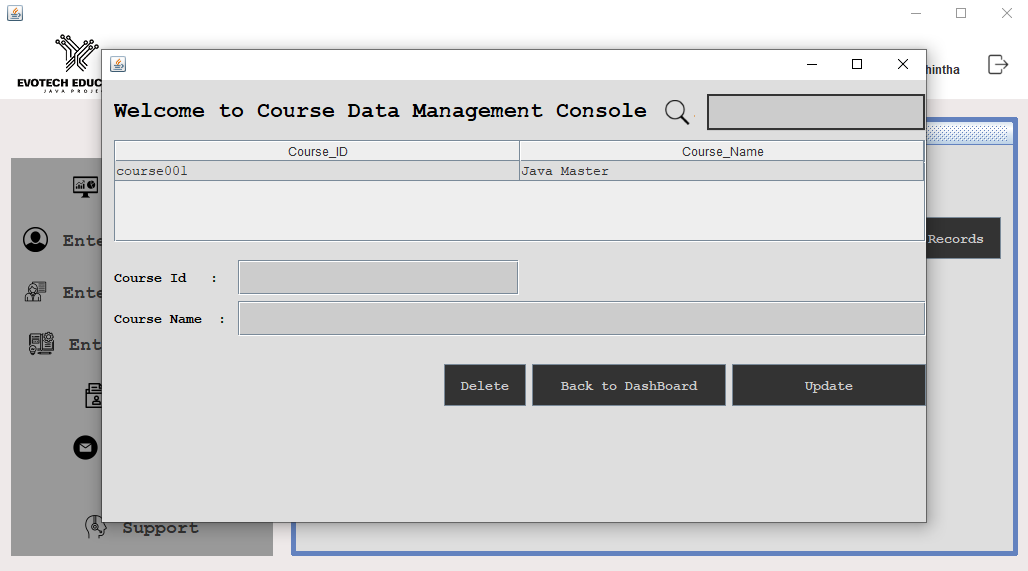 EVOTECH EDUC
JAVA PROJE
hintha
Welcome to Course Data Management Console
Course_ID Course_Name
course001 Java Master
Ente
Records
Course Id :
Ente
Course Name :
Ent
Delete Back to DashBoard Update
Support